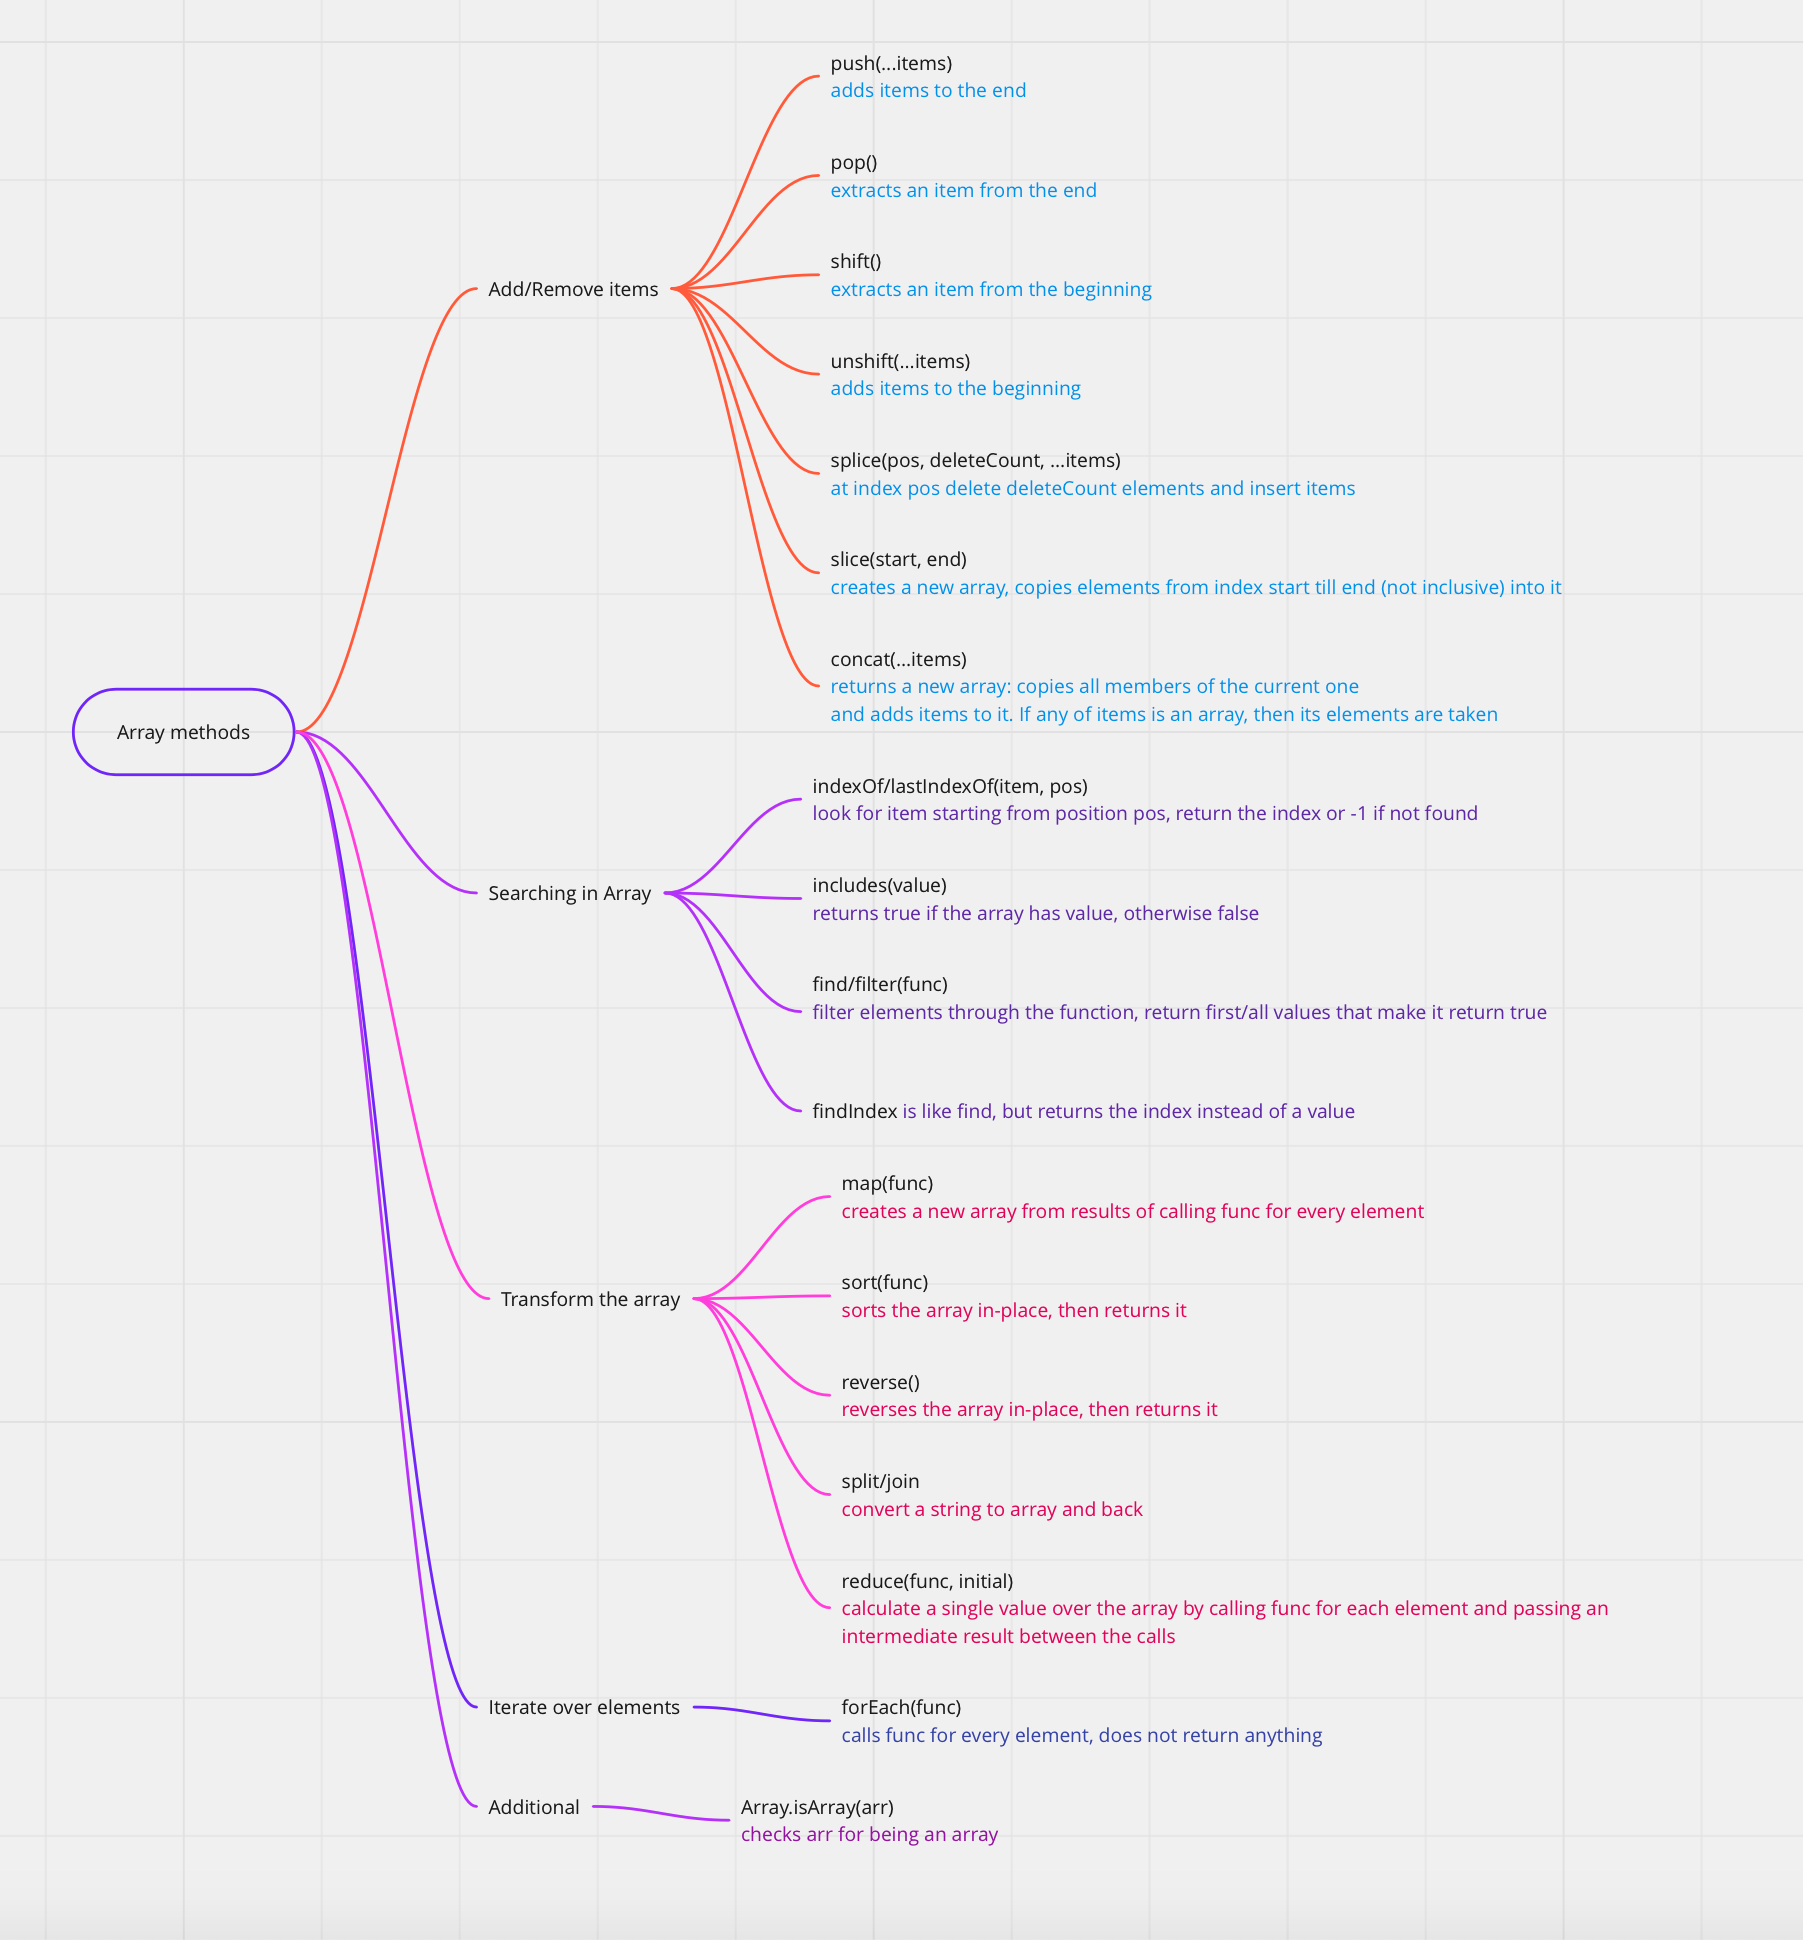 Array methods
Add/Remove items
push(...items)
adds items to the end
pop()
extracts an item from the end
shift()
extracts an item from the beginning
unshift(...items)
adds items to the beginning
splice(pos, deleteCount, ...items)
at index pos delete deleteCount elements and insert items
slice(start, end)
creates a new array, copies elements from index start till end (not inclusive) into it
concat(...items)
returns a new array: copies all members of the current one
and adds items to it. If any of items is an array, then its elements are taken
Searching in Array
indexOf/lastIndexOf(item, pos)
look for item starting from position pos, return the index or -1 if not found
includes(value)
returns true if the array has value, otherwise false
find/filter(func)
filter elements through the function, return first/all values that make it return true
findIndex is like find, but returns the index instead of a value
Transform the array
map(func)
creates a new array from results of calling func for every element
sort(func)
sorts the array in-place, then returns it
reverse()
reverses the array in-place, then returns it
split/join
convert a string to array and back
reduce(func, initial)
calculate a single value over the array by calling func for each element and passing an
intermediate result between the calls
Iterate over elements
forEach(func)
calls func for every element, does not return anything
Additional
Array.isArray(arr)
checks arr for being an array